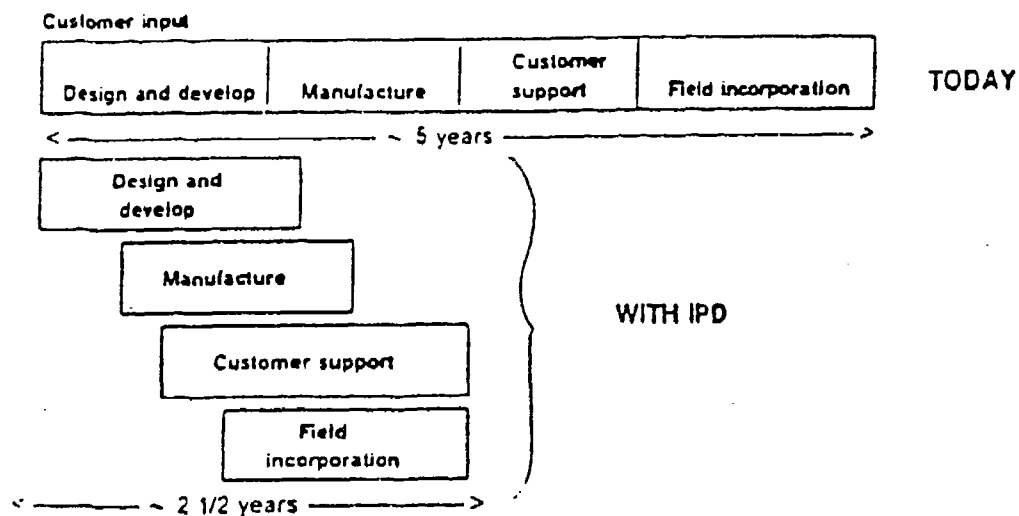 Customer input
Design and develop
Manufacture
Customer
support
Field incorporation
TODAY
~ 5 years
Design and
develop
Manufacture
Customer support
Field
incorporation
WITH IPD
~ 2 1/2 years